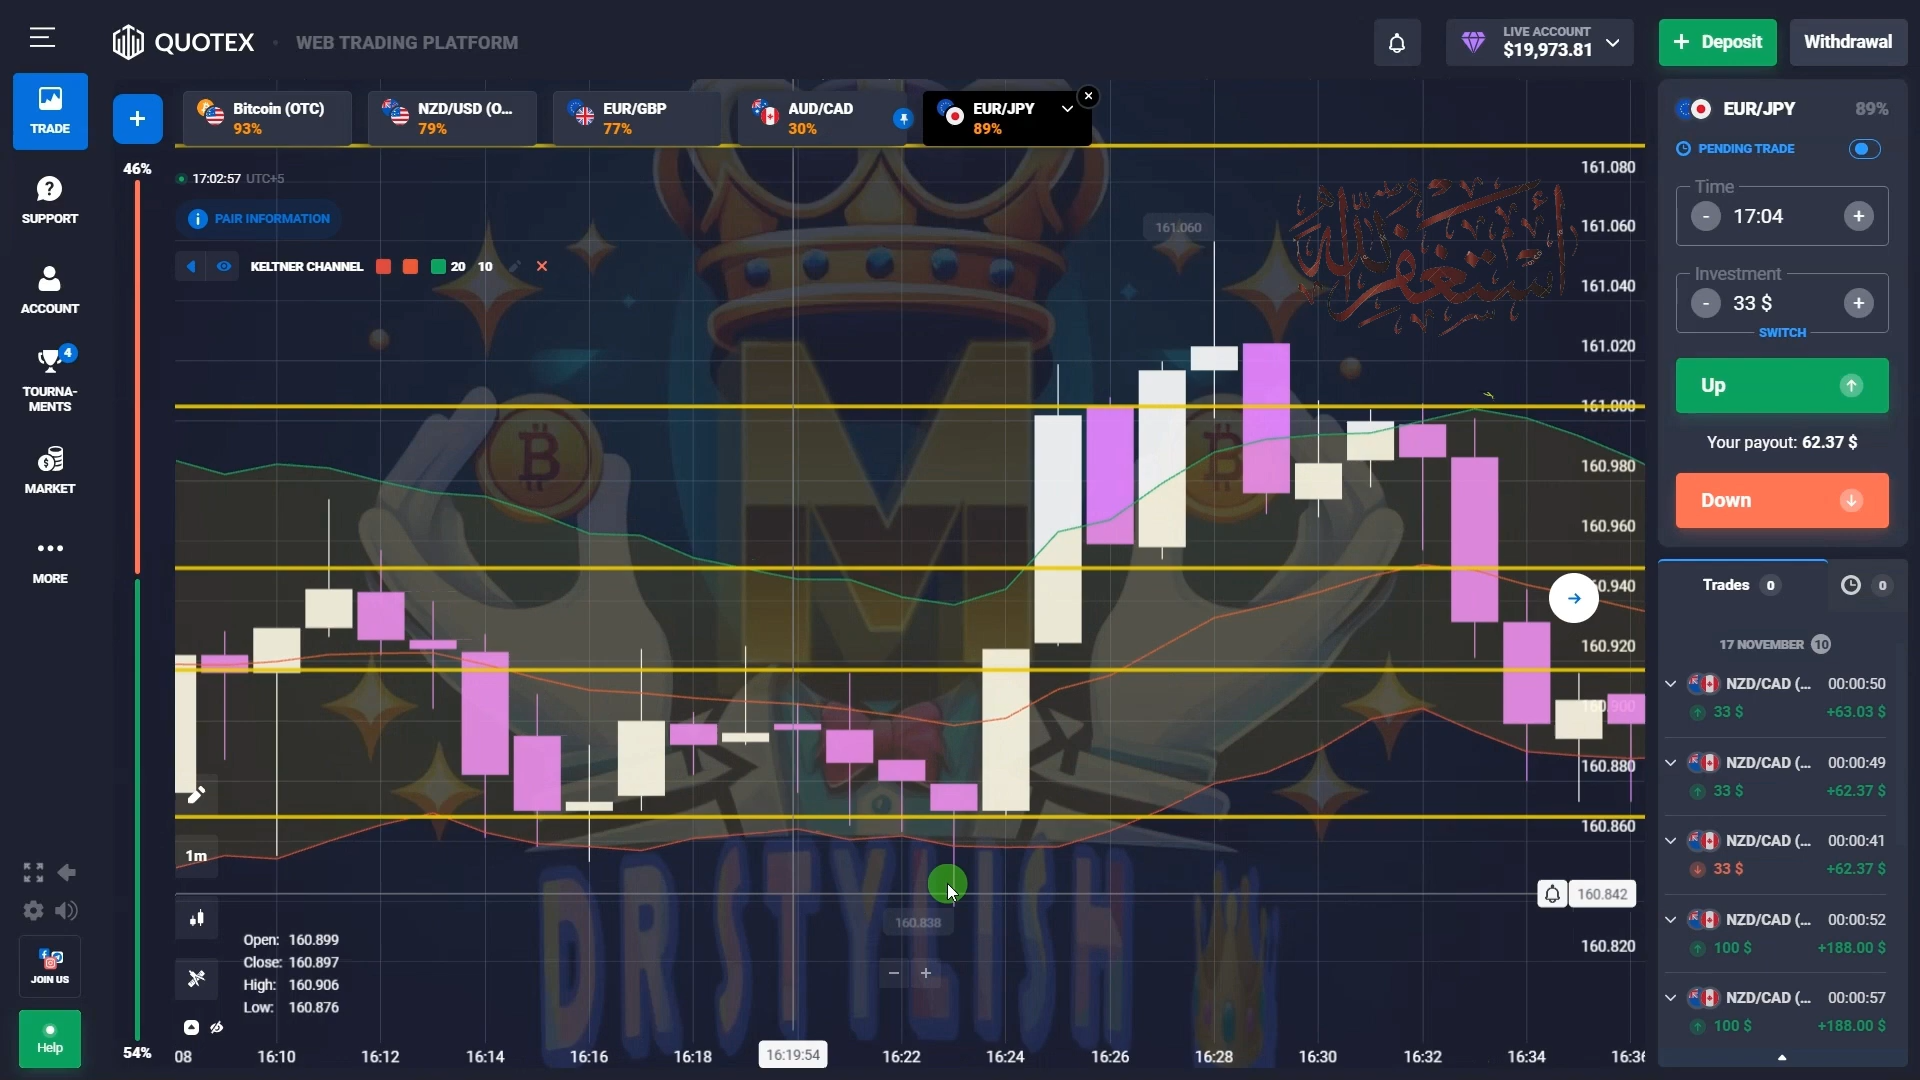 QUOTEX
WEB TRADING PLATFORM
LIVE ACCOUNT
$19,973.81
Deposit
Withdrawal
TRADE
SUPPORT
ACCOUNT
4
TOURNA-
MENTS
MARKET
MORE
JOIN US
Help
46%
54%
Bitcoin (OTC)
93%
NZD/USD (O...
79%
EUR/GBP
77%
AUD/CAD
30%
EUR/JPY
89%
17:02:57 UTC+5
PAIR INFORMATION
KELTNER CHANNEL 20 10
استغفر الله
161.060
161.080
161.060
161.040
161.020
161.000
160.980
160.960
160.940
160.920
160.900
160.880
160.860
160.842
160.820
160.838
M
DR STYLISH
1m
Open: 160.899
Close: 160.897
High: 160.906
Low: 160.876
08
16:10
16:12
16:14
16:16
16:18
16:19:54
16:22
16:24
16:26
16:28
16:30
16:32
16:34
16:36
EUR/JPY 89%
PENDING TRADE
Time
- 17:04 +
Investment
- 33 $ +
SWITCH
Up
Your payout: 62.37 $
Down
Trades 0
0
17 NOVEMBER 10
NZD/CAD (... 00:00:50
33 $ +63.03 $
NZD/CAD (... 00:00:49
33 $ +62.37 $
NZD/CAD (... 00:00:41
33 $ +62.37 $
NZD/CAD (... 00:00:52
100 $ +188.00 $
NZD/CAD (... 00:00:57
100 $ +188.00 $